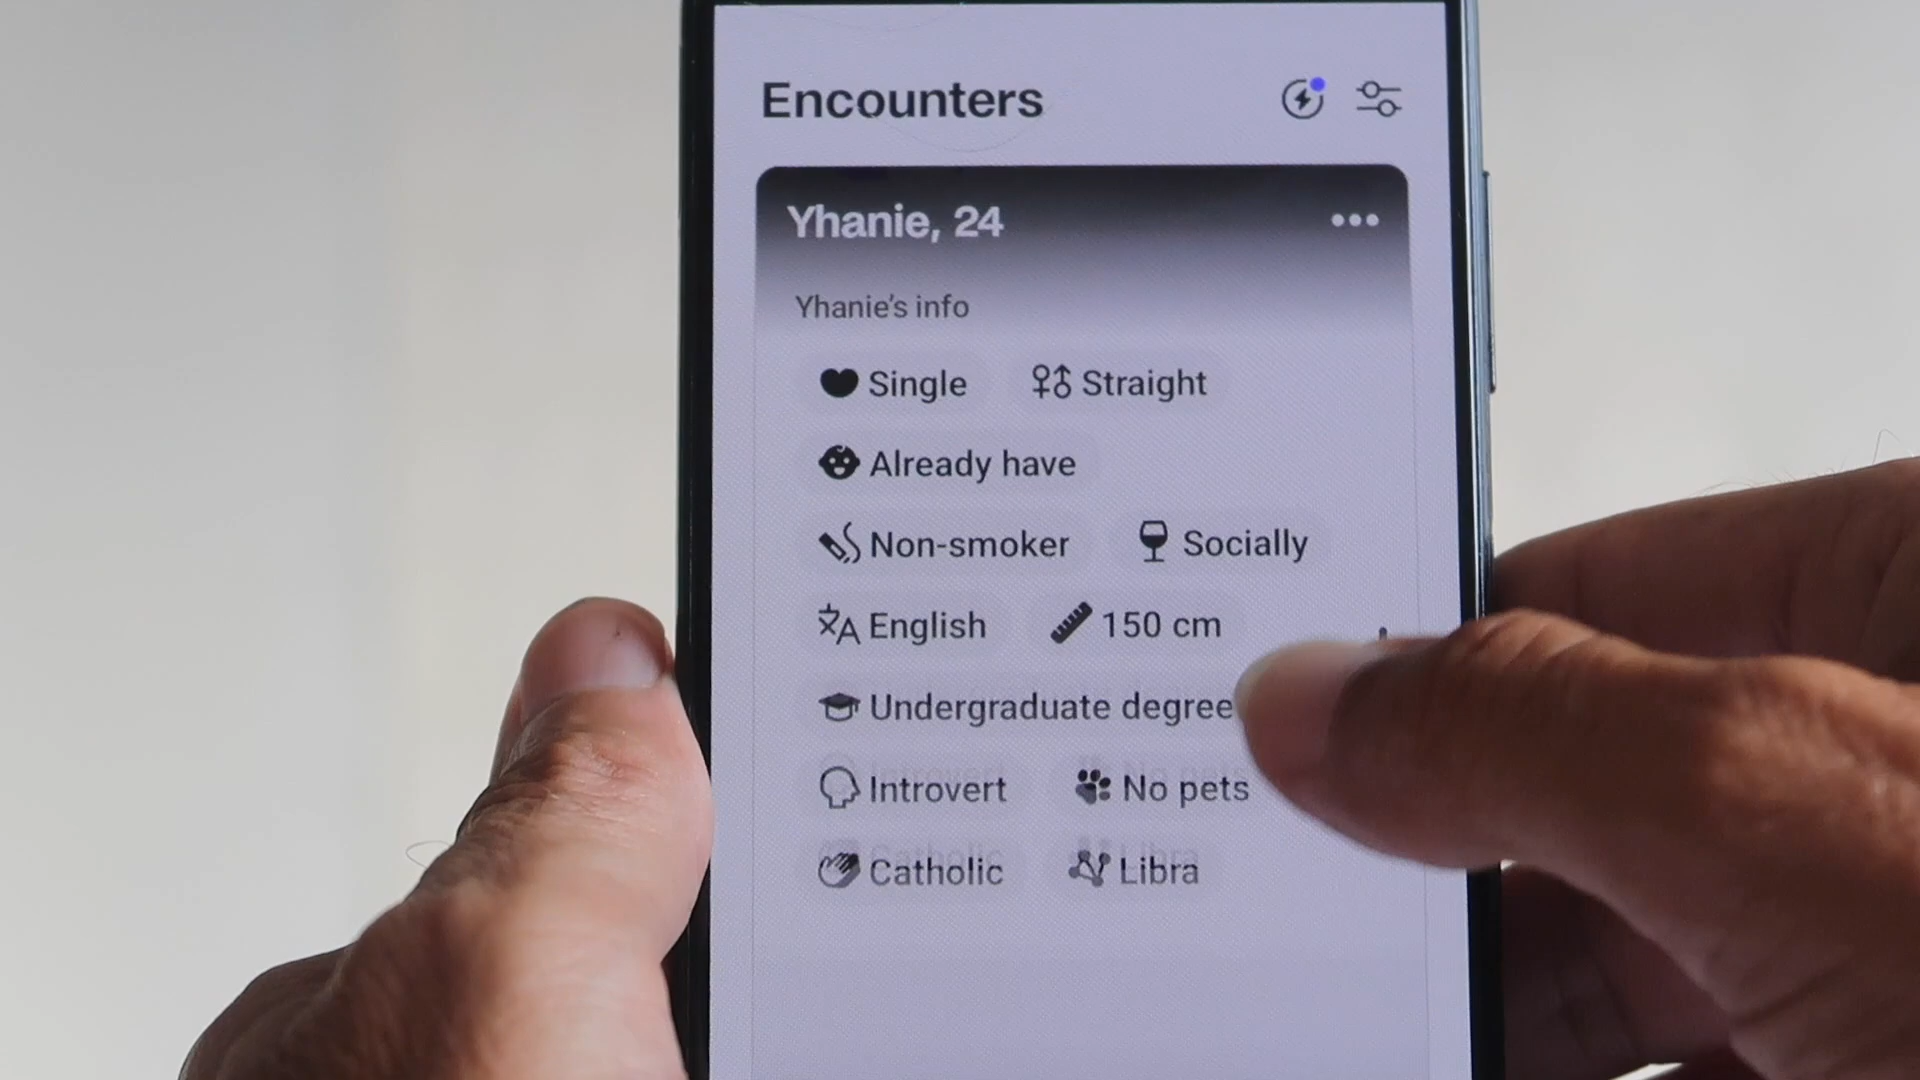 Encounters
Yhanie, 24
Yhanie's info
Single Straight
Already have
Non-smoker Socially
English 150 cm
Undergraduate degree
Introvert No pets
Catholic Libra